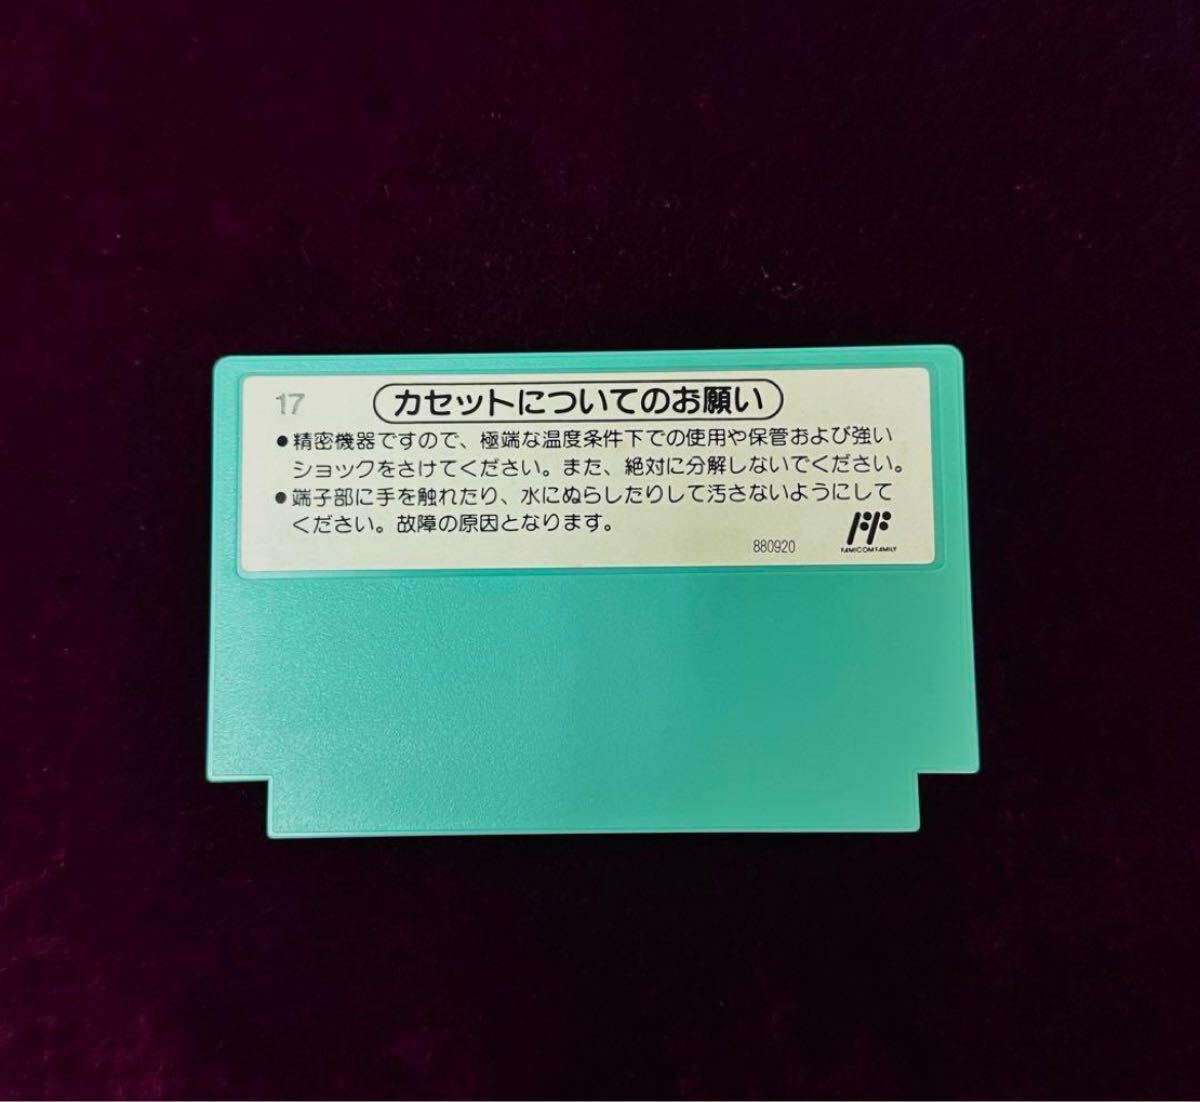 17
カセットについてのお願い
●精密機器ですので、極端な温度条件下での使用や保管および強い
ショックをさけてください。また、絶対に分解しないでください。
●端子部に手を触れたり、水にぬらしたりして汚さないようにして
ください。故障の原因となります。
880920
FAMICOM FAMILY